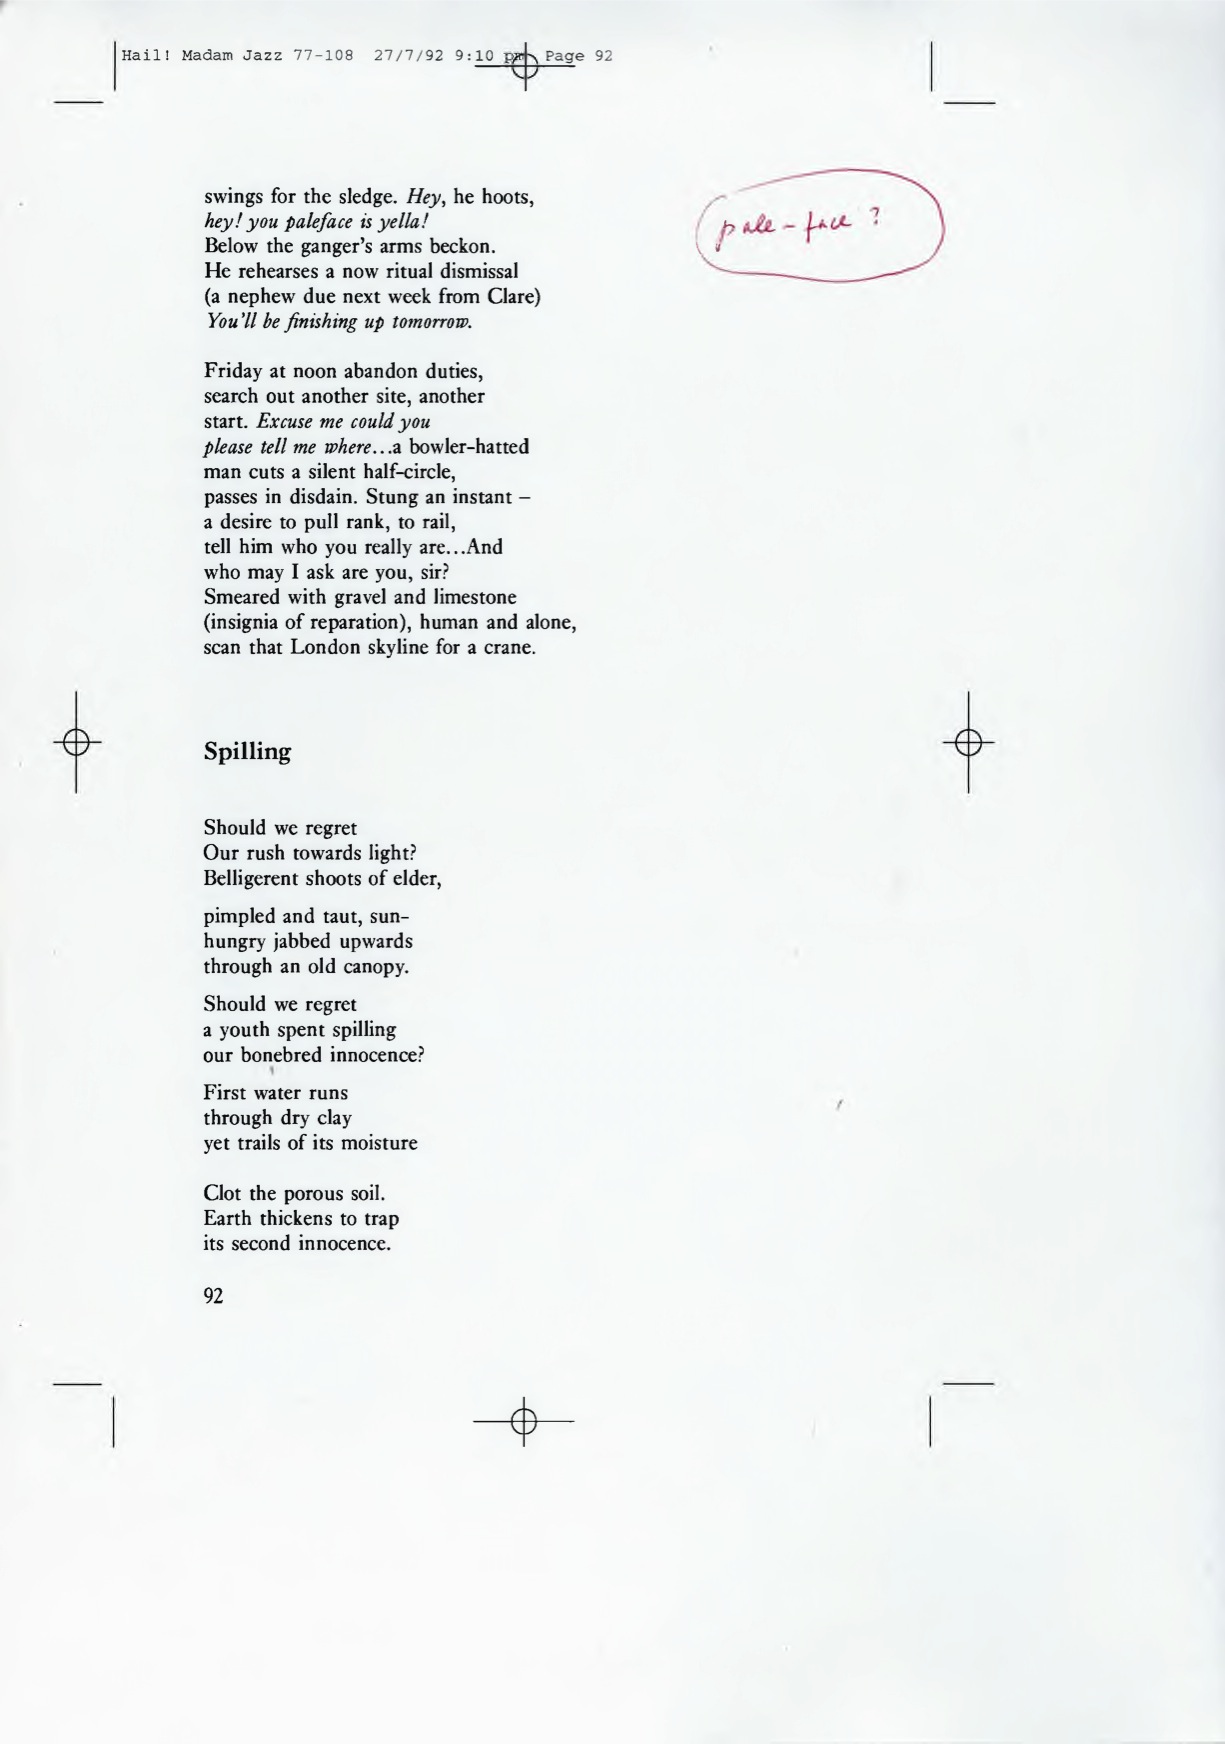 Hail! Madam Jazz 77-108 27/7/92 9:10 pm Page 92
swings for the sledge. Hey, he hoots,
hey! you paleface is yella!
pale-face?
Below the ganger's arms beckon.
He rehearses a now ritual dismissal
(a nephew due next week from Clare)
You'll be finishing up tomorrow.
Friday at noon abandon duties,
search out another site, another
start. Excuse me could you
please tell me where...a bowler-hatted
man cuts a silent half-circle,
passes in disdain. Stung an instant –
a desire to pull rank, to rail,
tell him who you really are...And
who may I ask are you, sir?
Smeared with gravel and limestone
(insignia of reparation), human and alone,
scan that London skyline for a crane.
Spilling
Should we regret
Our rush towards light?
Belligerent shoots of elder,
pimpled and taut, sun-
hungry jabbed upwards
through an old canopy.
Should we regret
a youth spent spilling
our bonebred innocence?
First water runs
through dry clay
yet trails of its moisture
Clot the porous soil.
Earth thickens to trap
its second innocence.
92